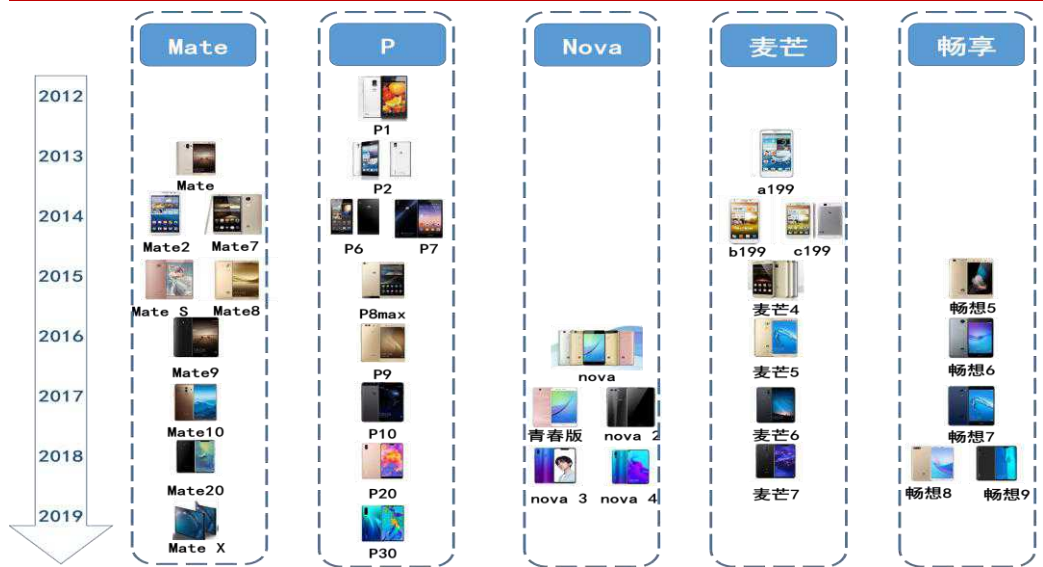 Mate
P
Nova
麦芒
畅享
2012
P1
2013
Mate
P2
a199
2014
Mate2
Mate7
P6
P7
b199
c199
2015
Mate S
Mate8
P8max
麦芒4
畅想5
2016
Mate9
P9
nova
麦芒5
畅想6
2017
Mate10
P10
青春版
nova 2
麦芒6
畅想7
2018
Mate20
P20
nova 3
nova 4
麦芒7
畅想8
畅想9
2019
Mate X
P30